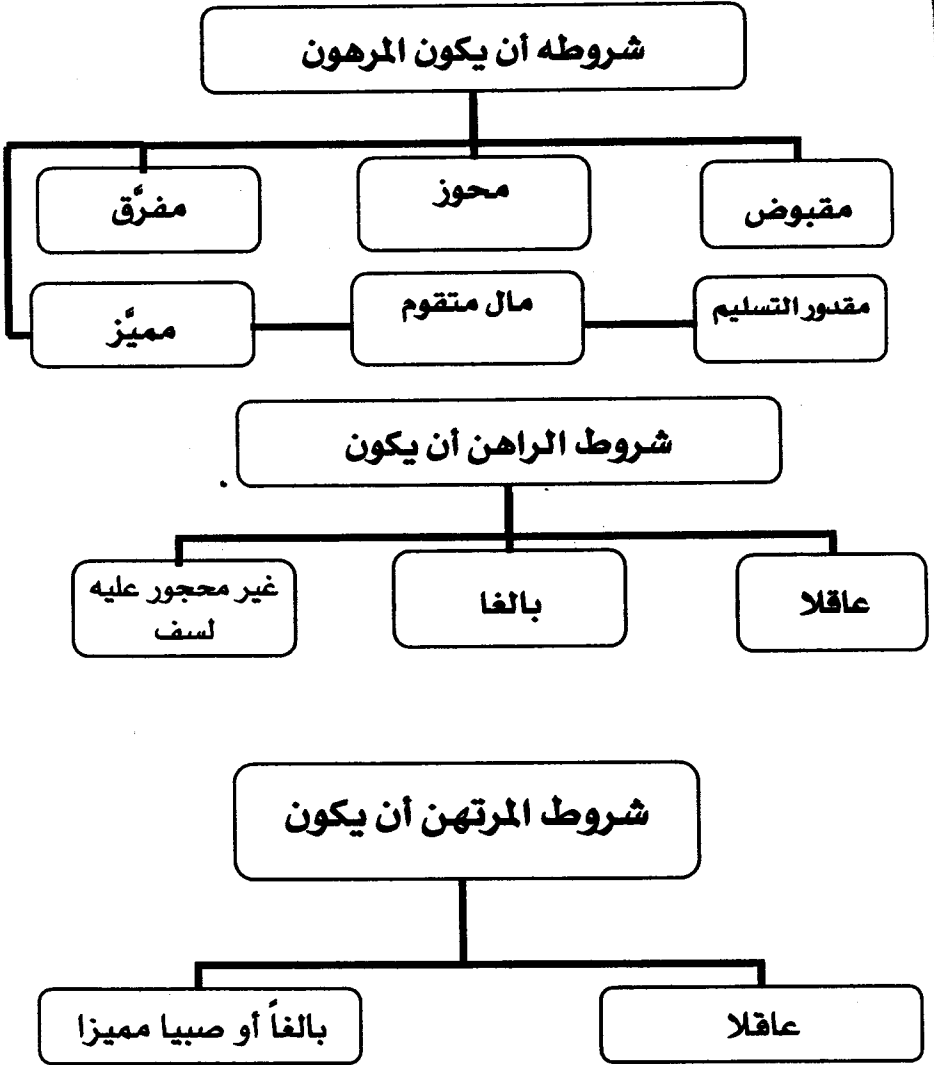 شروطه أن يكون المرهون
مقبوض
محوز
مفرَّق
مقدور التسليم
مال متقوم
مميَّز
شروط الراهن أن يكون
عاقلا
بالغا
غير محجور عليه
لسف
شروط المرتهن أن يكون
عاقلا
بالغاً أو صبيا مميزا